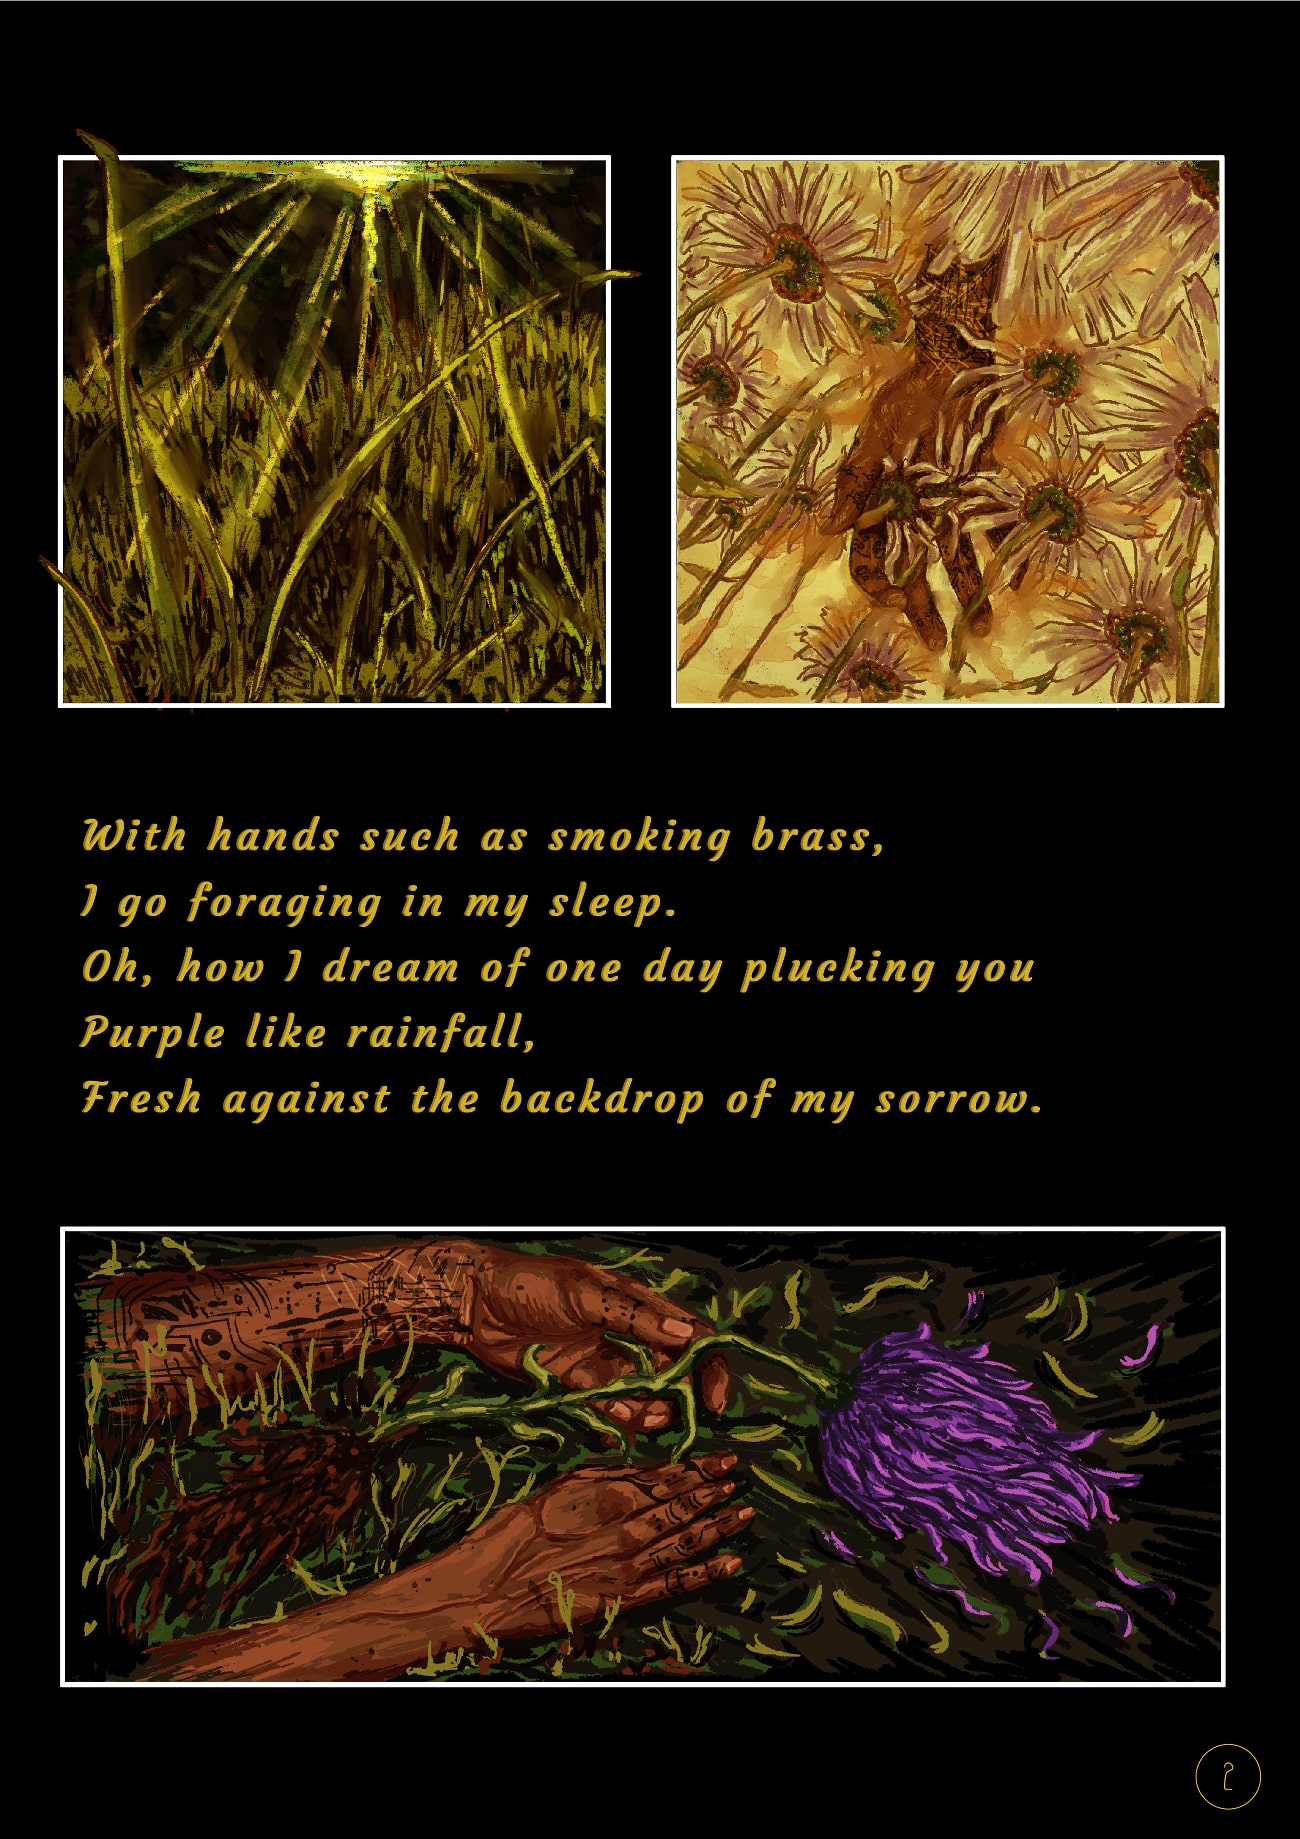 With hands such as smoking brass,
I go foraging in my sleep.
Oh, how I dream of one day plucking you
Purple like rainfall,
Fresh against the backdrop of my sorrow.
2